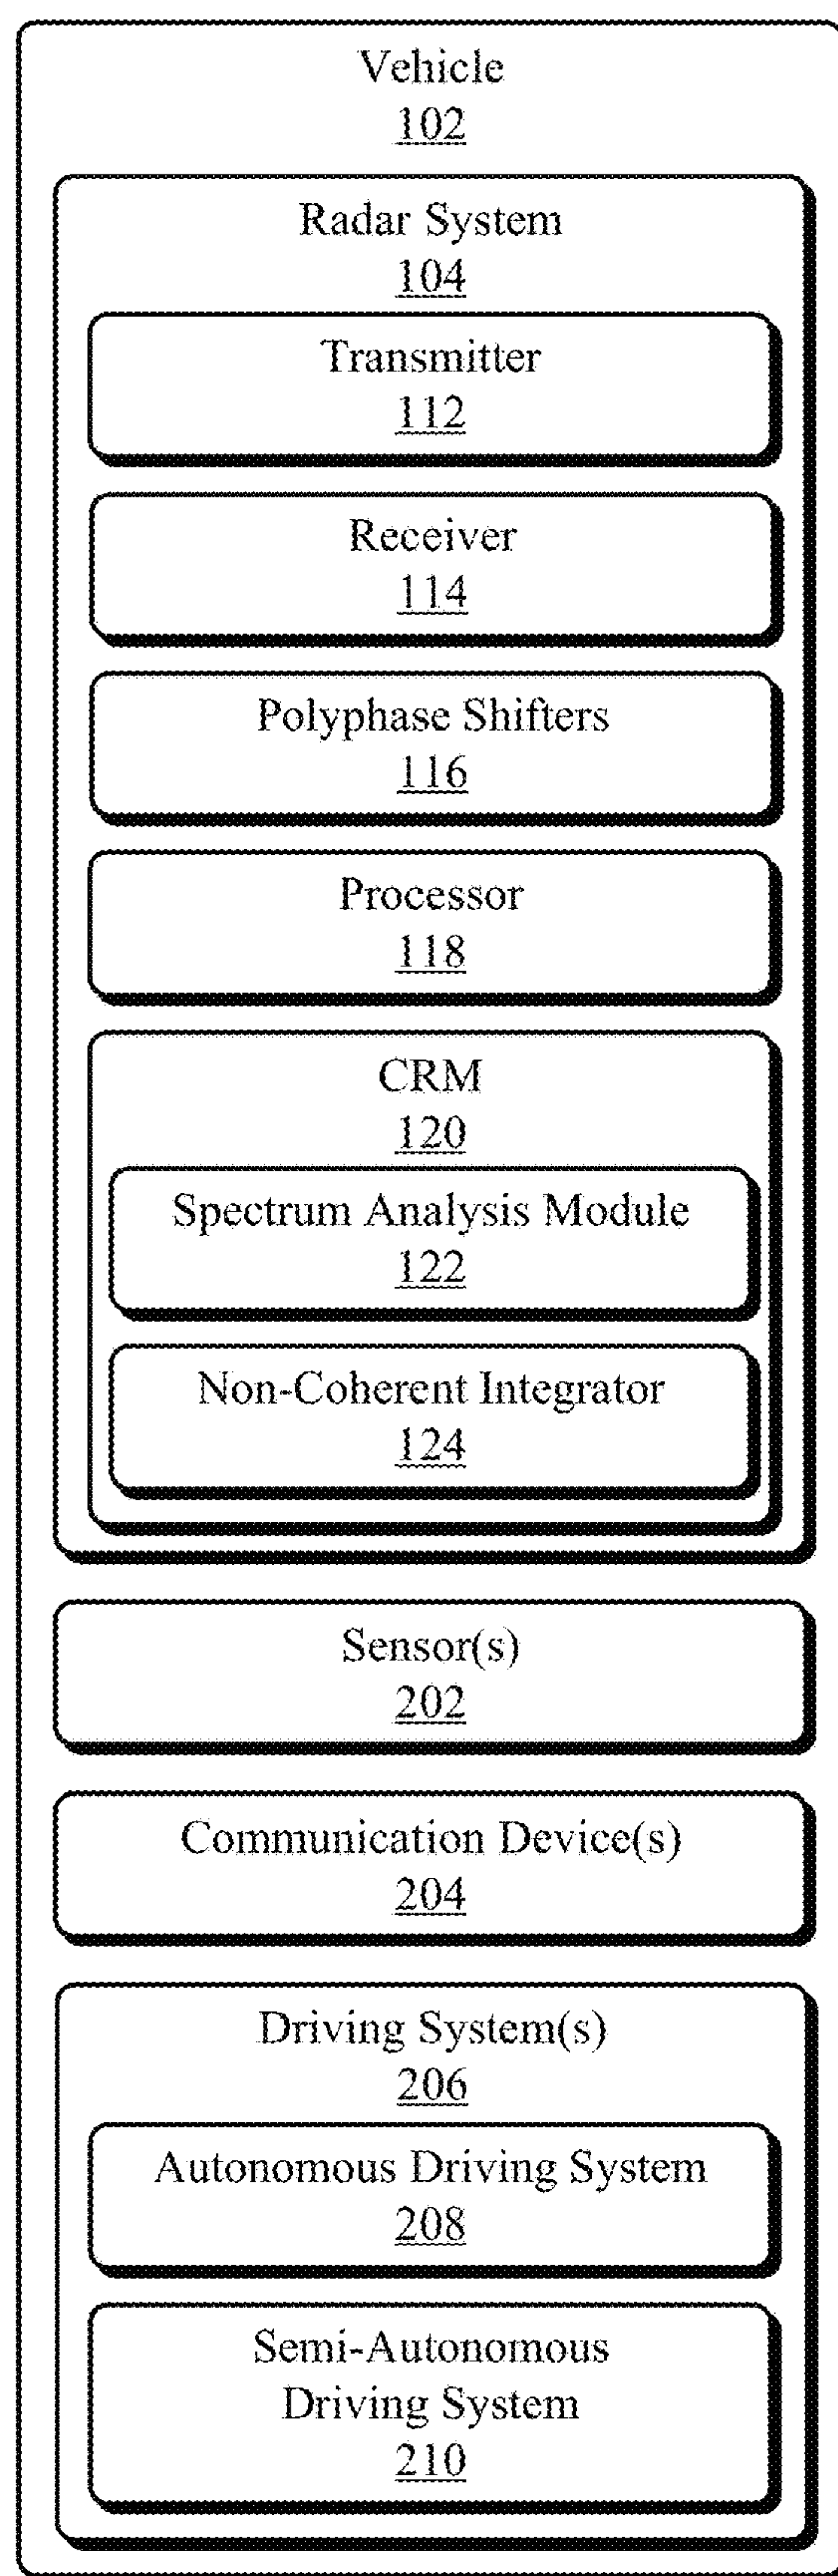 Vehicle
102
Radar System
104
Transmitter
112
Receiver
114
Polyphase Shifters
116
Processor
118
CRM
120
Spectrum Analysis Module
122
Non-Coherent Integrator
124
Sensor(s)
202
Communication Device(s)
204
Driving System(s)
206
Autonomous Driving System
208
Semi-Autonomous
Driving System
210